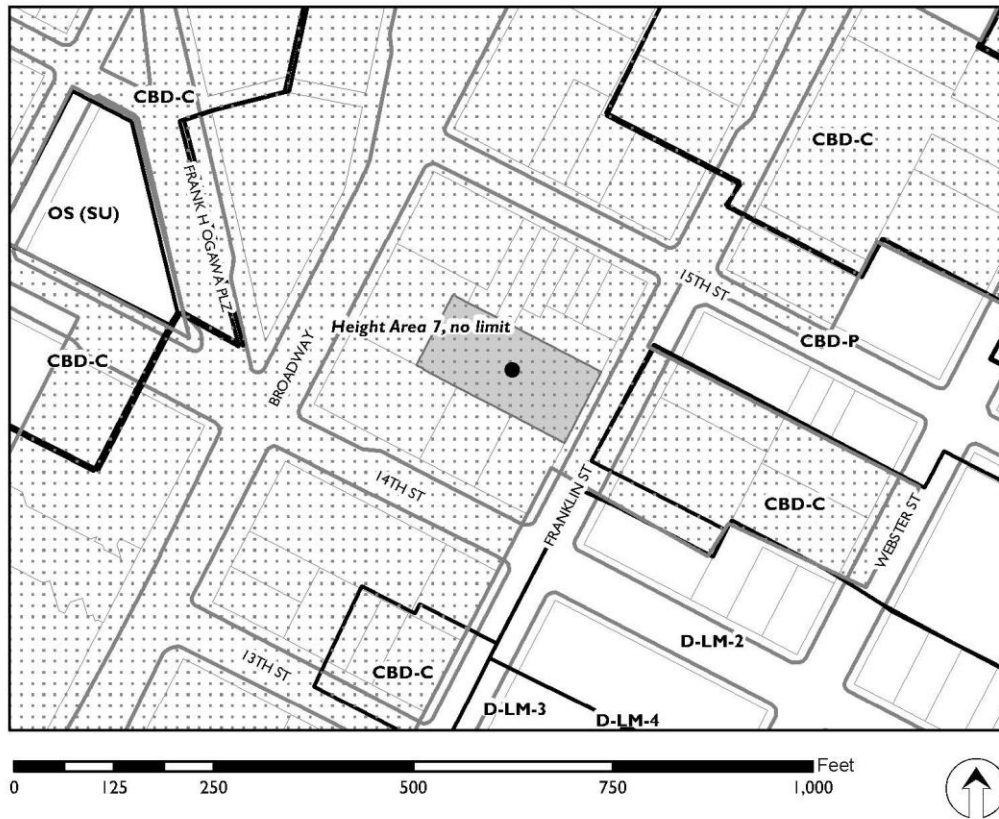 CBD-C
CBD-C
OS (SU)
FRANK H OGAWA PLZ
15TH ST
Height Area 7, no limit
CBD-P
CBD-C
BROADWAY
14TH ST
FRANKLIN ST
CBD-C
WEBSTER ST
D-LM-2
13TH ST
CBD-C
D-LM-3
D-LM-4
Feet
0 125 250 500 750 1,000